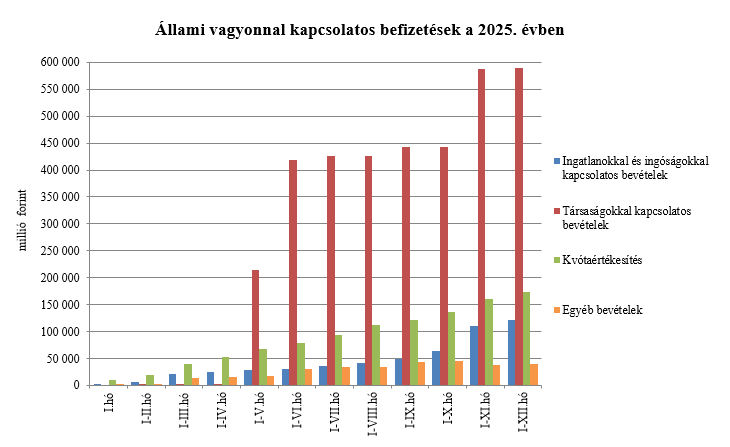 Állami vagyonnal kapcsolatos befizetések a 2025. évben
600 000
550 000
500 000
450 000
400 000
350 000
300 000
250 000
200 000
150 000
100 000
50 000
0
millió forint
I.hó
I-II.hó
I-III.hó
I-IV.hó
I-V.hó
I-VI.hó
I-VII.hó
I-VIII.hó
I-IX.hó
I-X.hó
I-XI.hó
I-XII.hó
Ingatlanokkal és ingóságokkal
kapcsolatos bevételek
Társaságokkal kapcsolatos
bevételek
Kvótaértékesítés
Egyéb bevételek